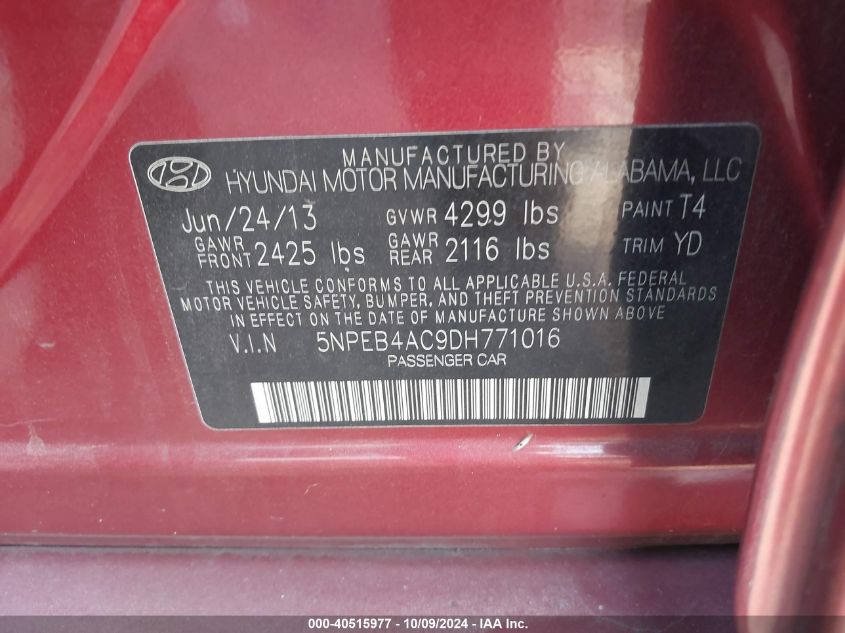 MANUFACTURED BY
HYUNDAI MOTOR MANUFACTURING ALABAMA, LLC
Jun/24/13 GVWR 4299 lbs PAINT T4
GAWR FRONT 2425 lbs GAWR REAR 2116 lbs TRIM YD
THIS VEHICLE CONFORMS TO ALL APPLICABLE U.S.A. FEDERAL
MOTOR VEHICLE SAFETY, BUMPER, AND THEFT PREVENTION STANDARDS
IN EFFECT ON THE DATE OF MANUFACTURE SHOWN ABOVE.
V.I.N 5NPEB4AC9DH771016
PASSENGER CAR
000-40515977 - 10/09/2024 - IAA Inc.